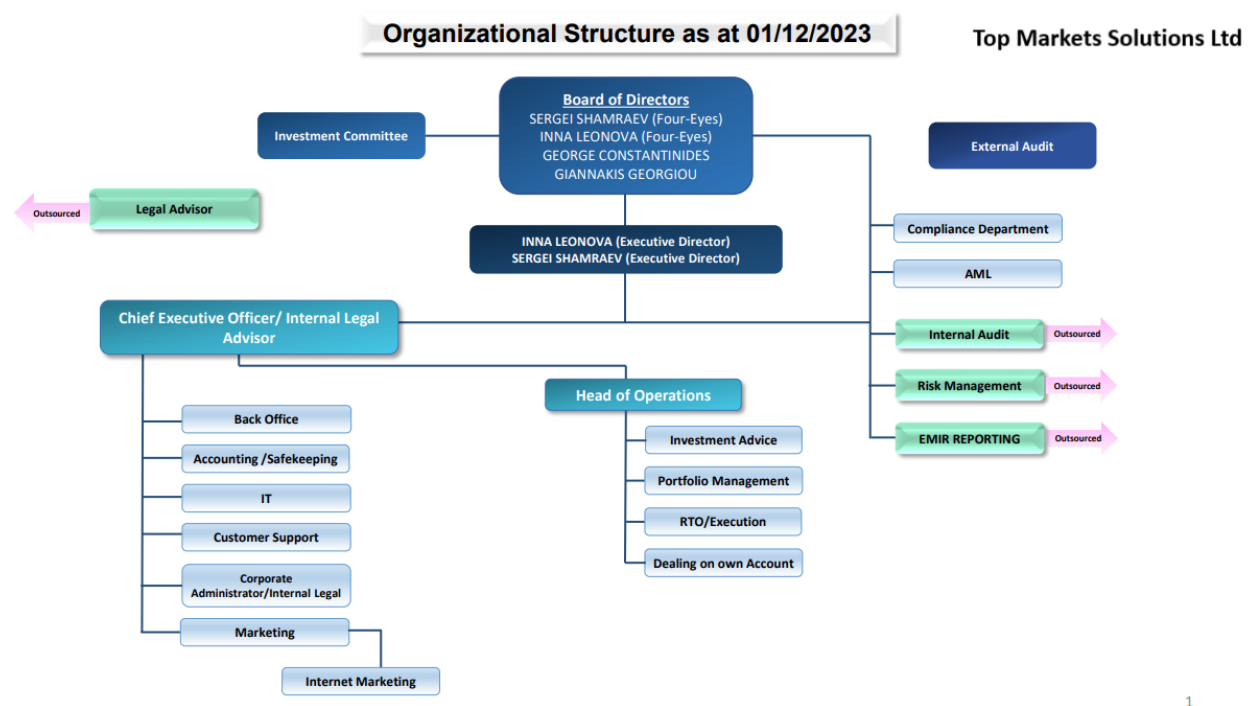 Organizational Structure as at 01/12/2023
Top Markets Solutions Ltd
Board of Directors
SERGEI SHAMRAEV (Four-Eyes)
INNA LEONOVA (Four-Eyes)
GEORGE CONSTANTINIDES
GIANNAKIS GEORGIOU
Investment Committee
External Audit
Outsourced
Legal Advisor
INNA LEONOVA (Executive Director)
SERGEI SHAMRAEV (Executive Director)
Compliance Department
AML
Chief Executive Officer/ Internal Legal
Advisor
Internal Audit
Outsourced
Risk Management
Outsourced
EMIR REPORTING
Outsourced
Head of Operations
Back Office
Accounting /Safekeeping
IT
Customer Support
Corporate
Administrator/Internal Legal
Marketing
Internet Marketing
Investment Advice
Portfolio Management
RTO/Execution
Dealing on own Account
1